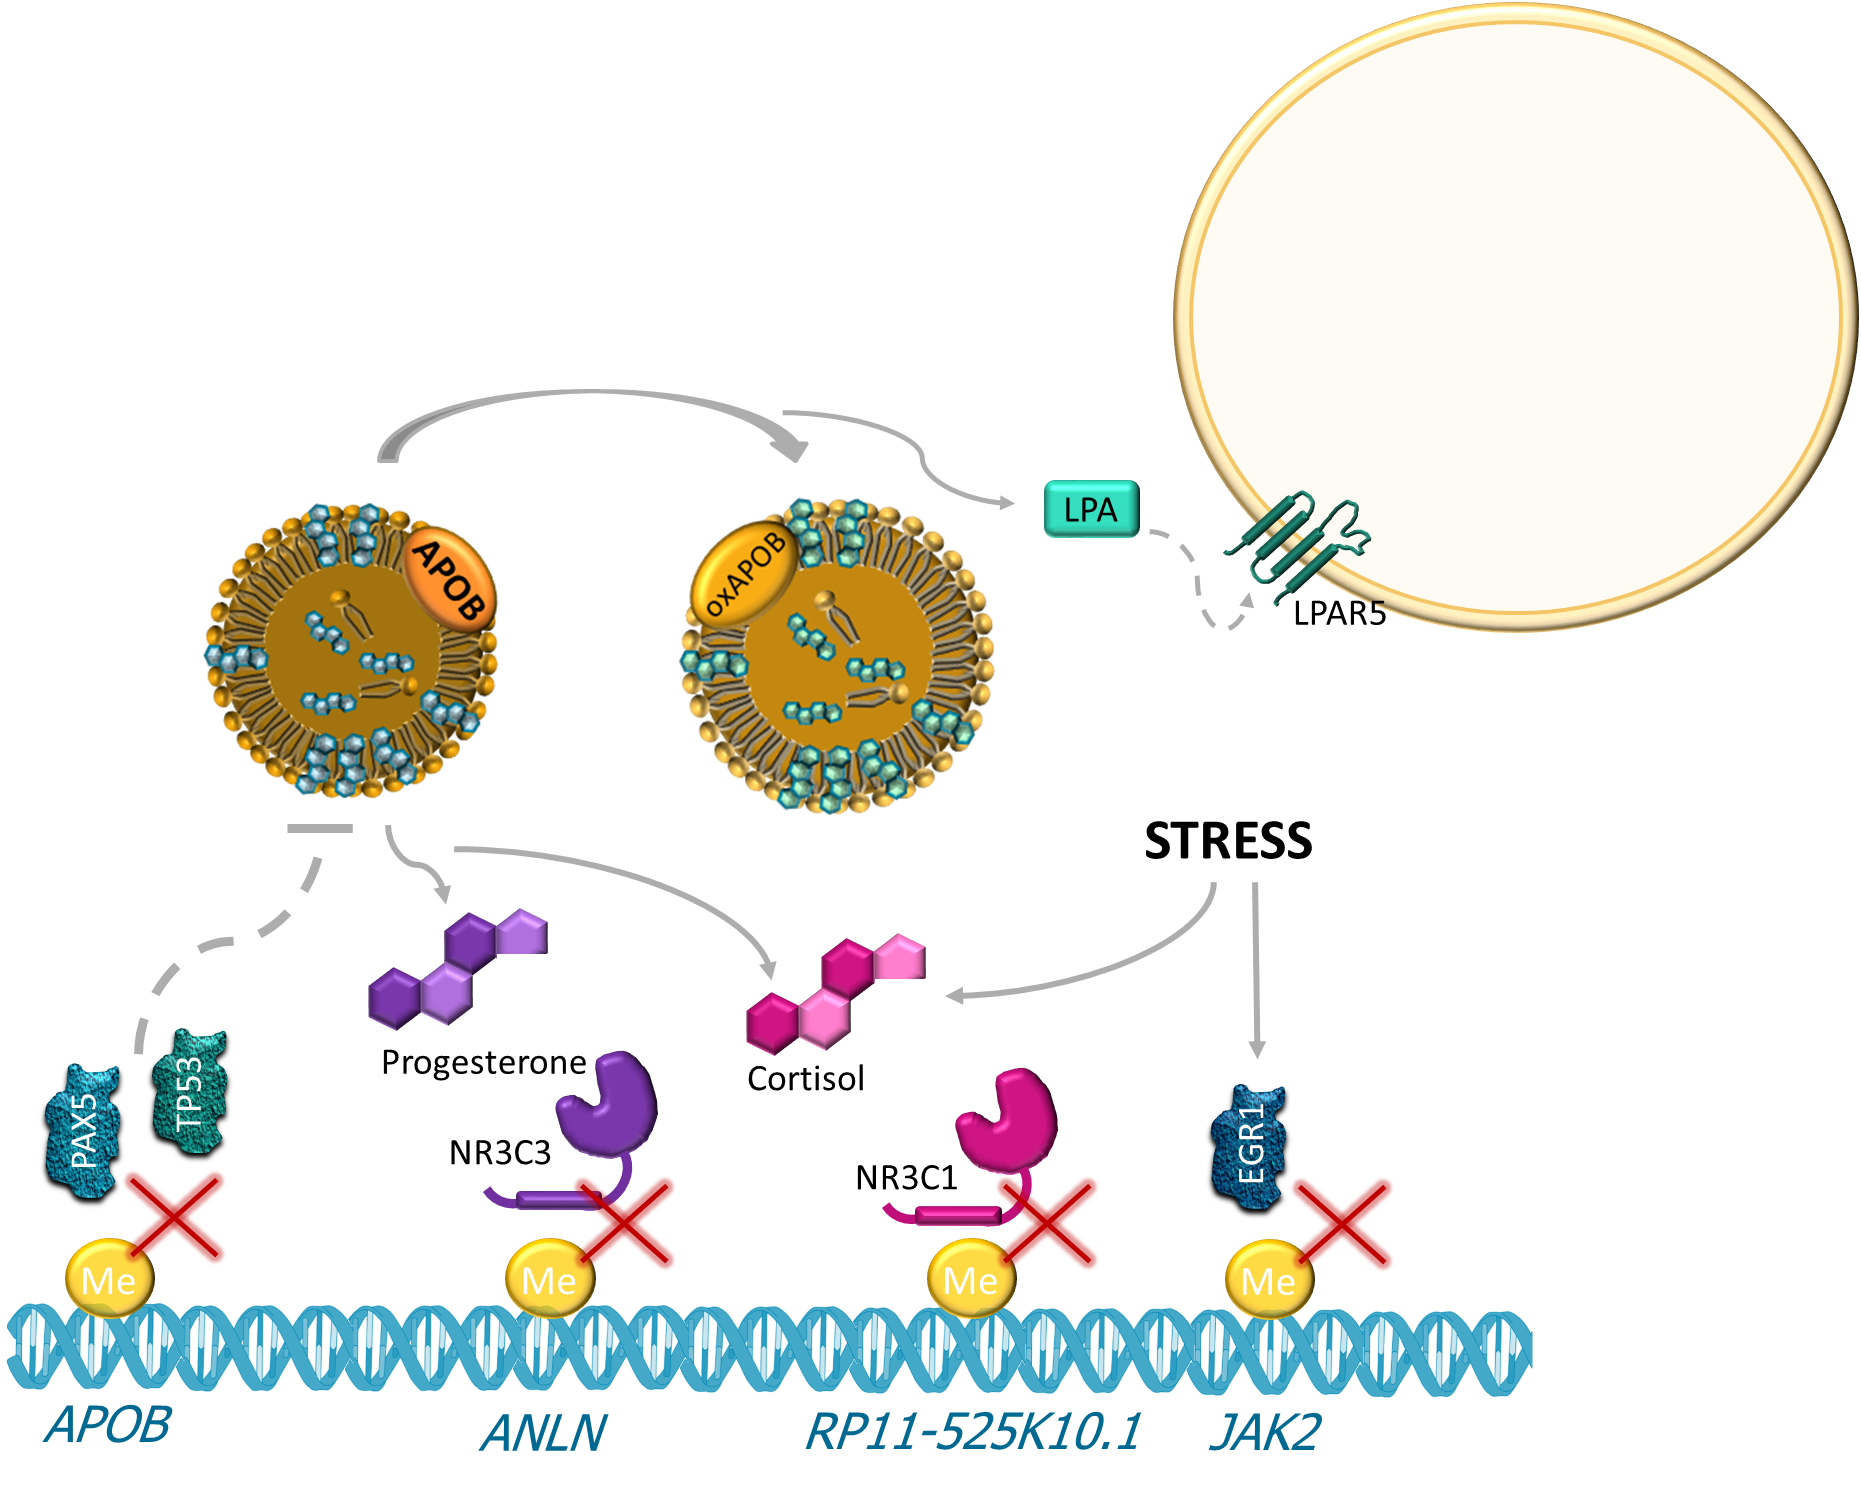 LPA
APOB
oxAPOB
LPAR5
STRESS
Progesterone
Cortisol
TP53
PAX5
NR3C3
NR3C1
EGR1
Me
Me
Me
Me
APOB
ANLN
RP11-525K10.1
JAK2